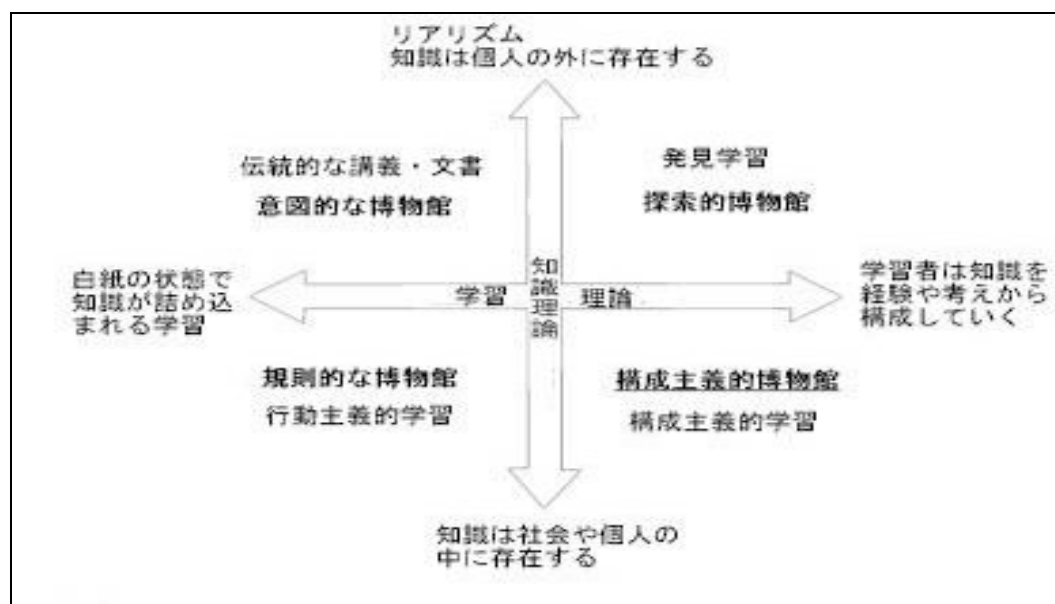 リアリズム
知識は個人の外に存在する
伝統的な講義・文書
意図的な博物館
発見学習
探索的博物館
白紙の状態で
知識が詰め込
まれる学習
学習
知識理論
理論
学習者は知識を
経験や考えから
構成していく
規則的な博物館
行動主義的学習
構成主義的博物館
構成主義的学習
知識は社会や個人の
中に存在する